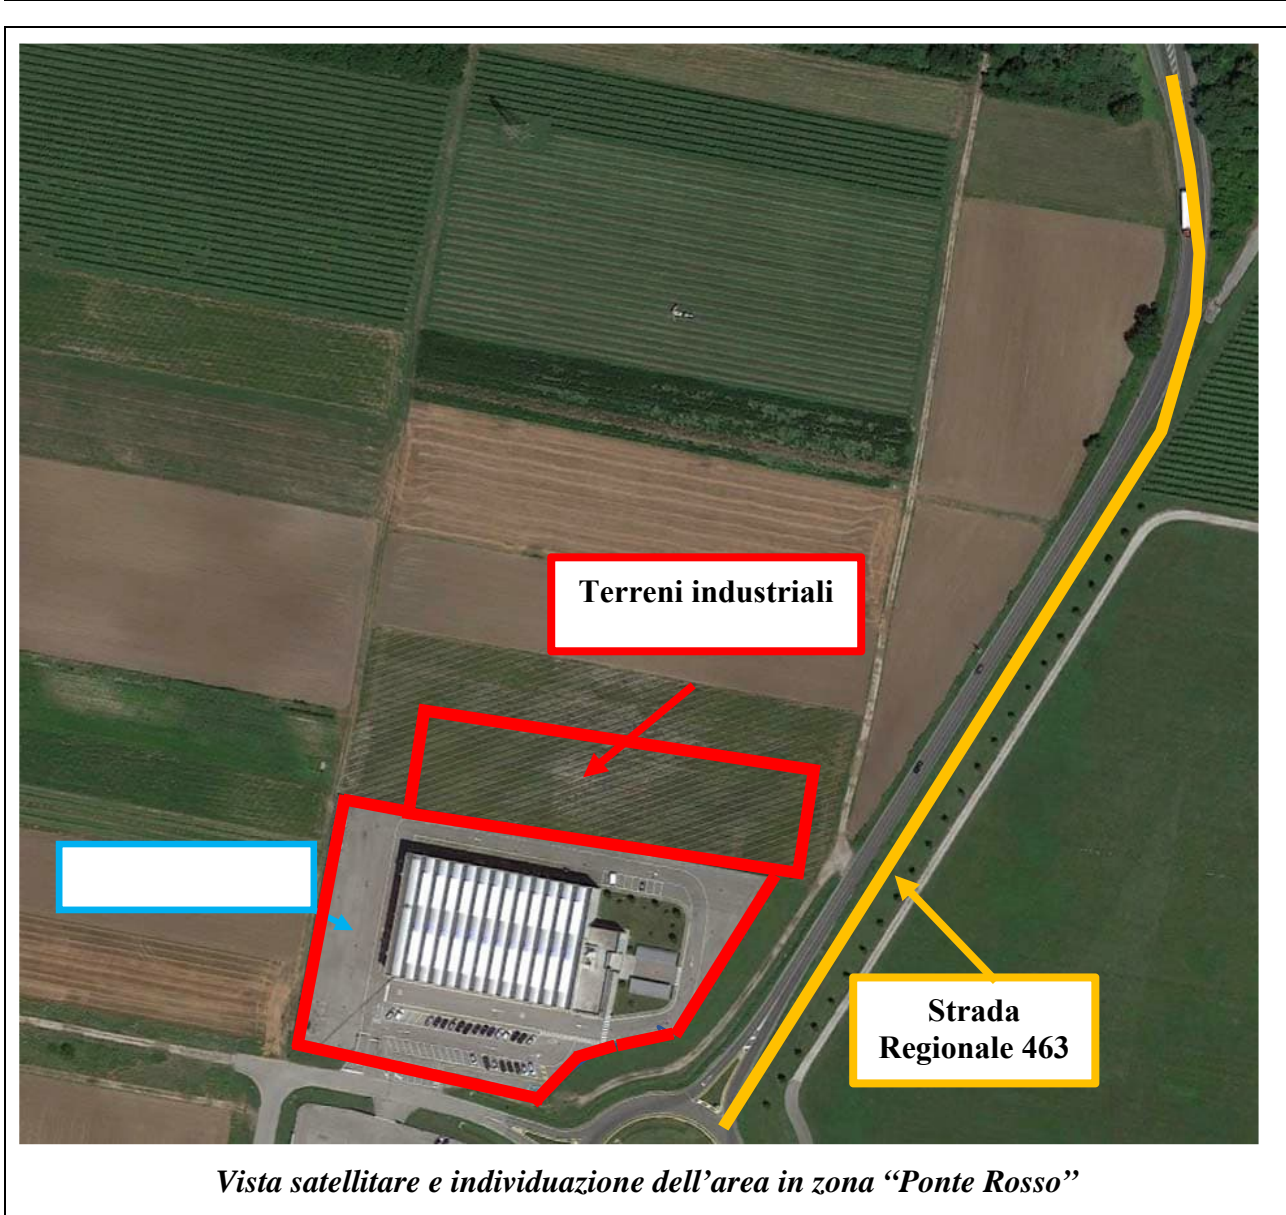 Terreni industriali
Strada
Regionale 463
Vista satellitare e individuazione dell’area in zona “Ponte Rosso”